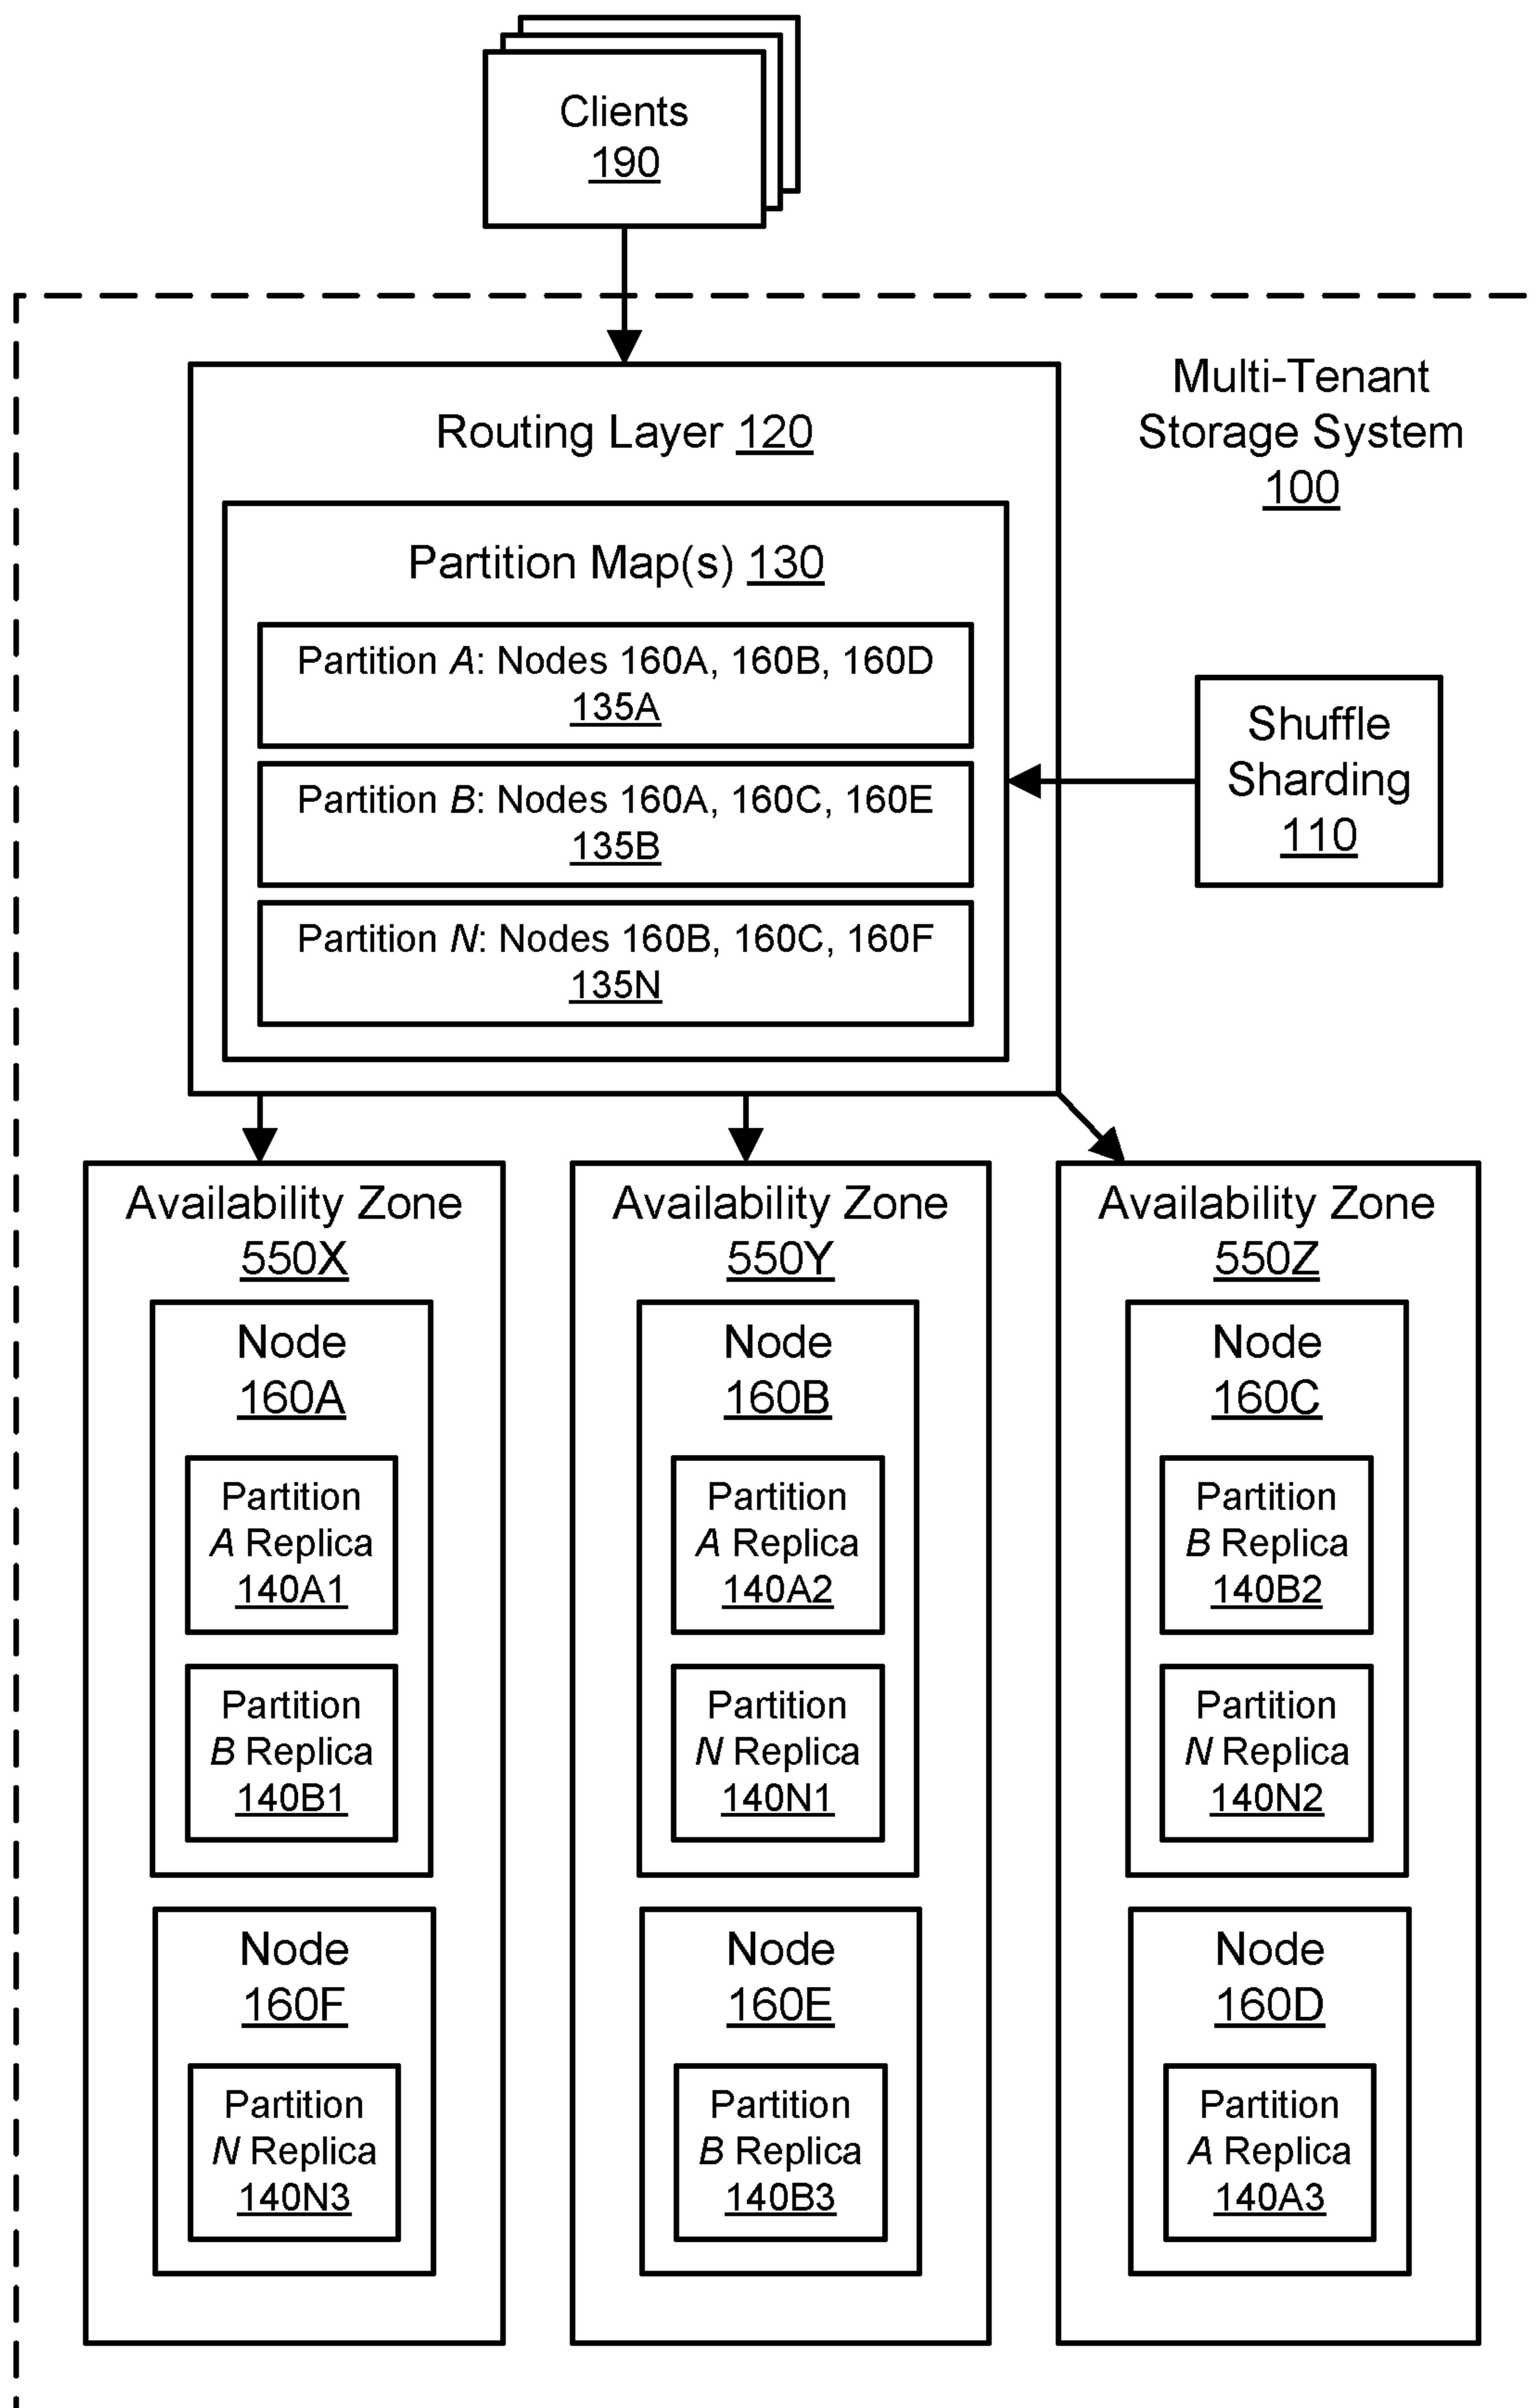 Clients
190
Multi-Tenant
Storage System
100
Routing Layer 120
Partition Map(s) 130
Partition A: Nodes 160A, 160B, 160D
135A
Partition B: Nodes 160A, 160C, 160E
135B
Partition N: Nodes 160B, 160C, 160F
135N
Shuffle
Sharding
110
Availability Zone
550X
Node
160A
Partition
A Replica
140A1
Partition
B Replica
140B1
Node
160F
Partition
N Replica
140N3
Availability Zone
550Y
Node
160B
Partition
A Replica
140A2
Partition
N Replica
140N1
Node
160E
Partition
B Replica
140B3
Availability Zone
550Z
Node
160C
Partition
B Replica
140B2
Partition
N Replica
140N2
Node
160D
Partition
A Replica
140A3